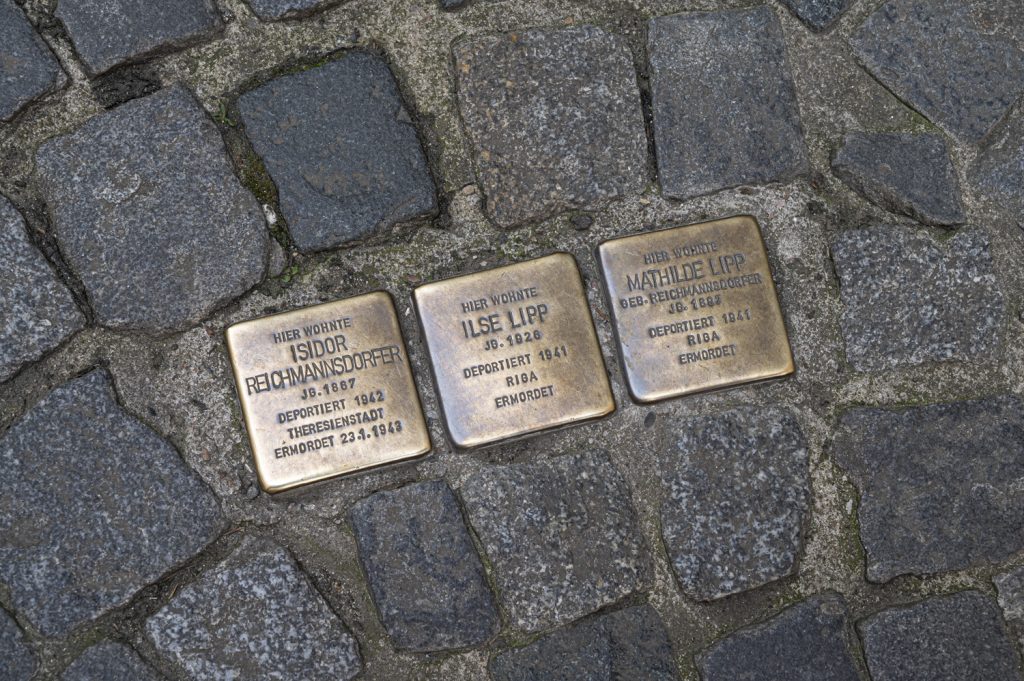 HIER WOHNTE
ISIDOR
REICHMANNSDORFER
JG. 1867
DEPORTIERT 1942
THERESIENSTADT
ERMORDET 23.1.1943
HIER WOHNTE
ILSE LIPP
JG. 1926
DEPORTIERT 1941
RIGA
ERMORDET
HIER WOHNTE
MATHILDE LIPP
GEB. REICHMANNSDORFER
JG.
DEPORTIERT 1941
RIGA
ERMORDET